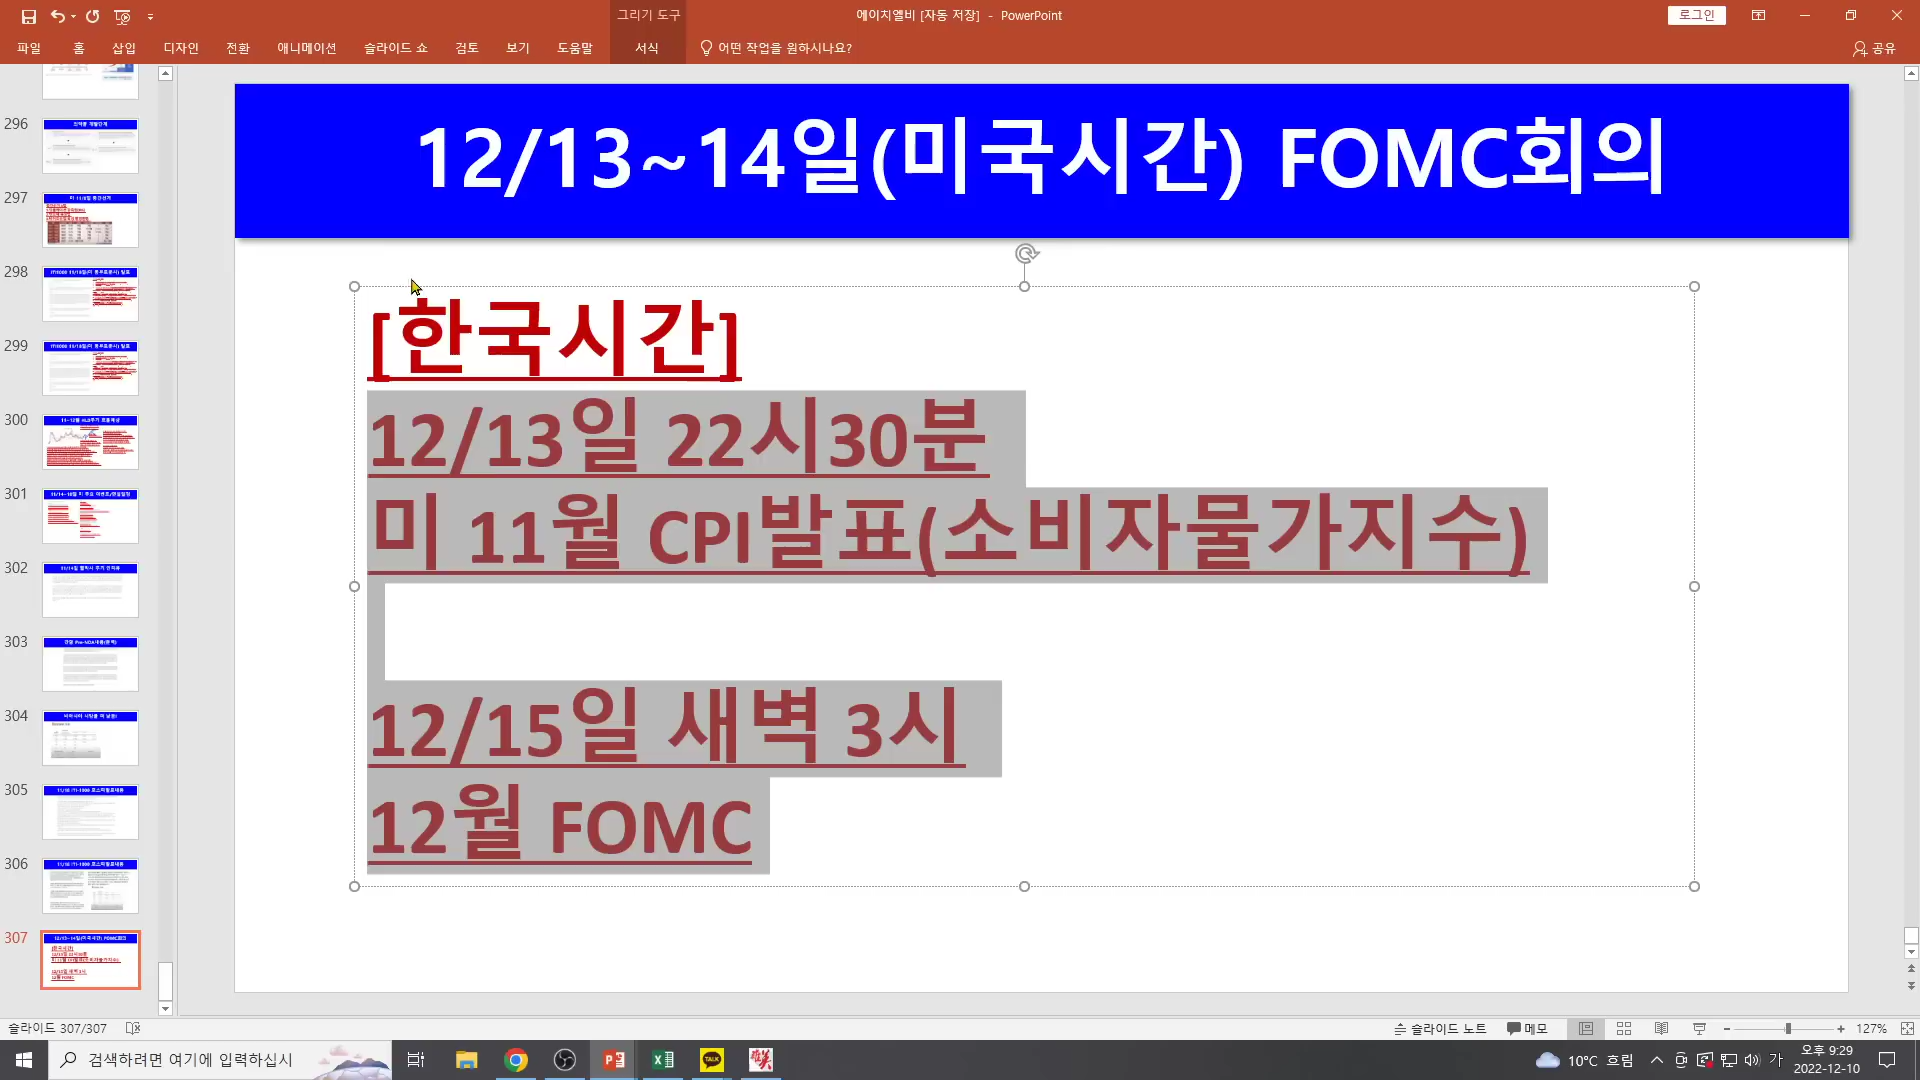 그리기 도구
에이치엘비 [자동 저장] - PowerPoint
로그인
파일 홈 삽입 디자인 전환 애니메이션 슬라이드 쇼 검토 보기 도움말 서식 어떤 작업을 원하시나요? 공유
296
297
298
299
300
301
302
303
304
305
306
307
12/13~14일(미국시간) FOMC회의
[한국시간]
12/13일 22시30분
미 11월 CPI발표(소비자물가지수)
12/15일 새벽 3시
12월 FOMC
슬라이드 307/307 슬라이드 노트 메모 127%
검색하려면 여기에 입력하십시
TALK
10°C 흐림 가
오후 9:29
2022-12-10